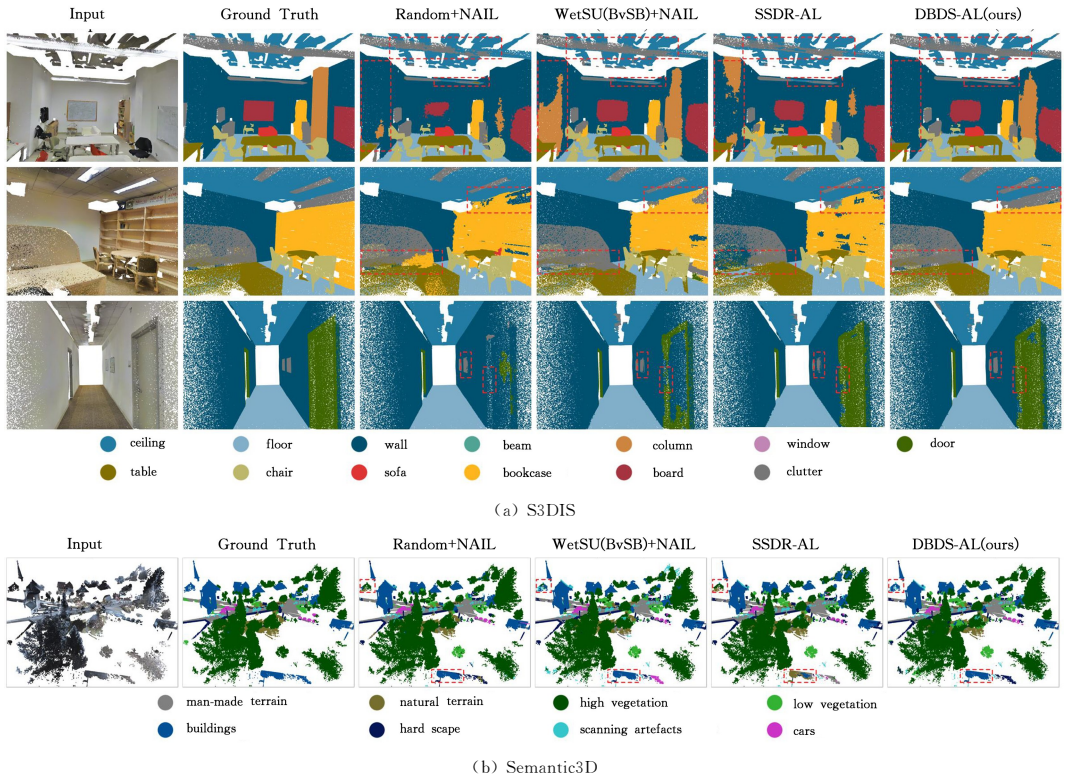 Input Ground Truth Random+NAIL WetSU(BvSB)+NAIL SSDR-AL DBDS-AL(ours)
ceiling floor wall beam column window door
table chair sofa bookcase board clutter
(a) S3DIS
Input Ground Truth Random+NAIL WetSU(BvSB)+NAIL SSDR-AL DBDS-AL(ours)
man-made terrain natural terrain high vegetation low vegetation
buildings hard scape scanning artefacts cars
(b) Semantic3D